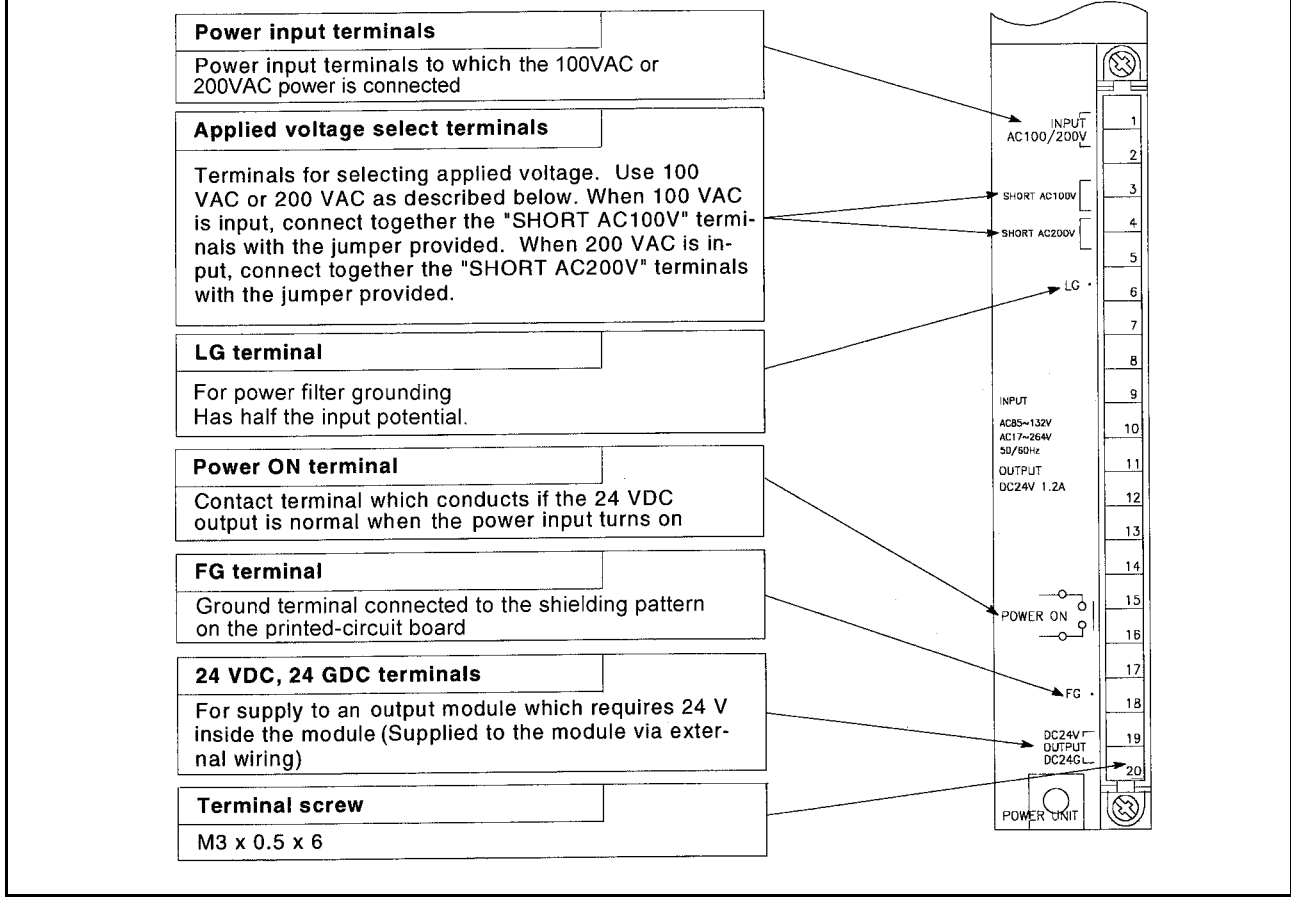 Power input terminals
Power input terminals to which the 100VAC or
200VAC power is connected
Applied voltage select terminals
Terminals for selecting applied voltage. Use 100
VAC or 200 VAC as described below. When 100 VAC
is input, connect together the "SHORT AC100V" termi-
nals with the jumper provided. When 200 VAC is in-
put, connect together the "SHORT AC200V" terminals
with the jumper provided.
LG terminal
For power filter grounding
Has half the input potential.
Power ON terminal
Contact terminal which conducts if the 24 VDC
output is normal when the power input turns on
FG terminal
Ground terminal connected to the shielding pattern
on the printed-circuit board
24 VDC, 24 GDC terminals
For supply to an output module which requires 24 V
inside the module (Supplied to the module via exter-
nal wiring)
Terminal screw
M3 x 0.5 x 6
INPUT
AC100/200V
SHORT AC100V
SHORT AC200V
LG
INPUT
AC85~132V
AC17~264V
50/60Hz
OUTPUT
DC24V 1.2A
POWER ON
FG
DC24V
OUTPUT
DC24G
POWER UNIT
1
2
3
4
5
6
7
8
9
10
11
12
13
14
15
16
17
18
19
20